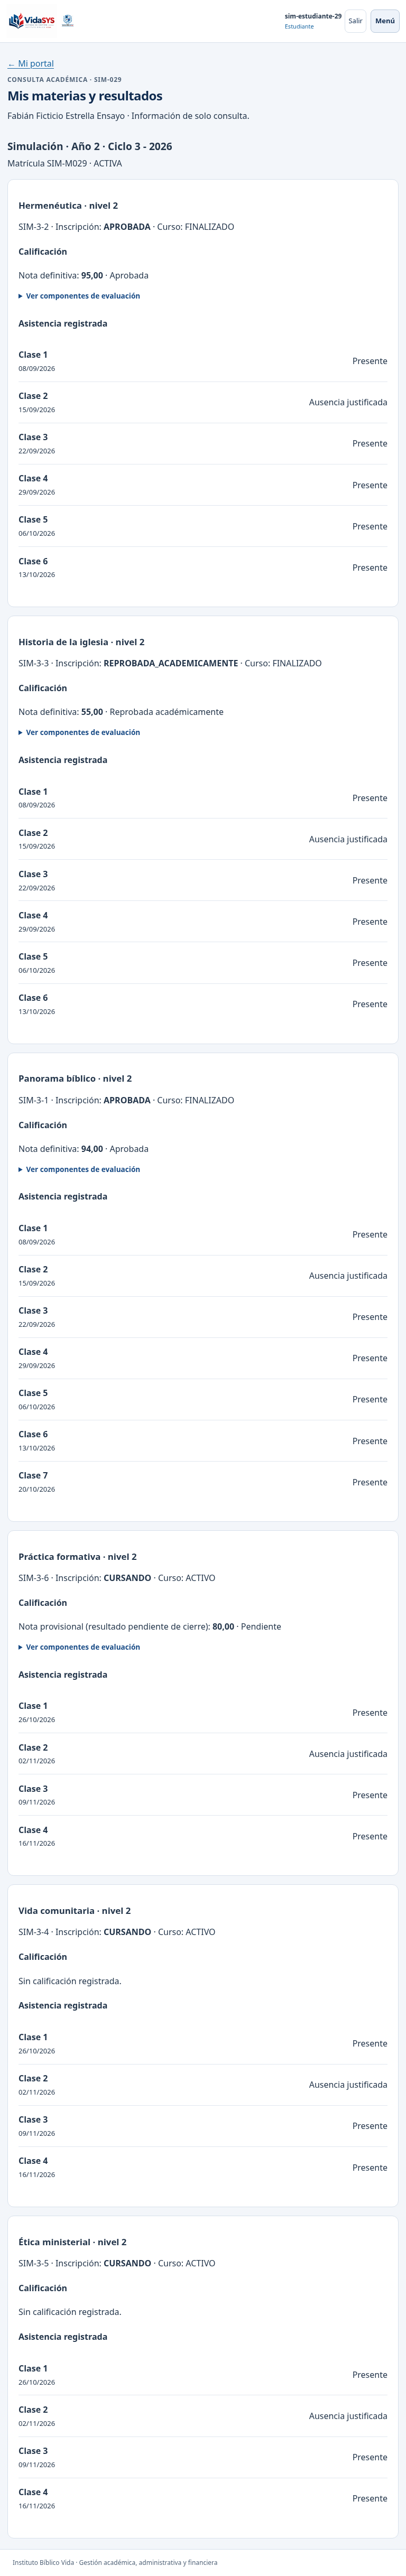 VidaSYS
sim-estudiante-29
Estudiante
Salir
Menú
← Mi portal
CONSULTA ACADÉMICA · SIM-029
Mis materias y resultados
Fabián Ficticio Estrella Ensayo · Información de solo consulta.
Simulación · Año 2 · Ciclo 3 - 2026
Matrícula SIM-M029 · ACTIVA
Hermenéutica · nivel 2
SIM-3-2 · Inscripción: APROBADA · Curso: FINALIZADO
Calificación
Nota definitiva: 95,00 · Aprobada
▶ Ver componentes de evaluación
Asistencia registrada
Clase 1
08/09/2026
Presente
Clase 2
15/09/2026
Ausencia justificada
Clase 3
22/09/2026
Presente
Clase 4
29/09/2026
Presente
Clase 5
06/10/2026
Presente
Clase 6
13/10/2026
Presente
Historia de la iglesia · nivel 2
SIM-3-3 · Inscripción: REPROBADA_ACADEMICAMENTE · Curso: FINALIZADO
Calificación
Nota definitiva: 55,00 · Reprobada académicamente
▶ Ver componentes de evaluación
Asistencia registrada
Clase 1
08/09/2026
Presente
Clase 2
15/09/2026
Ausencia justificada
Clase 3
22/09/2026
Presente
Clase 4
29/09/2026
Presente
Clase 5
06/10/2026
Presente
Clase 6
13/10/2026
Presente
Panorama bíblico · nivel 2
SIM-3-1 · Inscripción: APROBADA · Curso: FINALIZADO
Calificación
Nota definitiva: 94,00 · Aprobada
▶ Ver componentes de evaluación
Asistencia registrada
Clase 1
08/09/2026
Presente
Clase 2
15/09/2026
Ausencia justificada
Clase 3
22/09/2026
Presente
Clase 4
29/09/2026
Presente
Clase 5
06/10/2026
Presente
Clase 6
13/10/2026
Presente
Clase 7
20/10/2026
Presente
Práctica formativa · nivel 2
SIM-3-6 · Inscripción: CURSANDO · Curso: ACTIVO
Calificación
Nota provisional (resultado pendiente de cierre): 80,00 · Pendiente
▶ Ver componentes de evaluación
Asistencia registrada
Clase 1
26/10/2026
Presente
Clase 2
02/11/2026
Ausencia justificada
Clase 3
09/11/2026
Presente
Clase 4
16/11/2026
Presente
Vida comunitaria · nivel 2
SIM-3-4 · Inscripción: CURSANDO · Curso: ACTIVO
Calificación
Sin calificación registrada.
Asistencia registrada
Clase 1
26/10/2026
Presente
Clase 2
02/11/2026
Ausencia justificada
Clase 3
09/11/2026
Presente
Clase 4
16/11/2026
Presente
Ética ministerial · nivel 2
SIM-3-5 · Inscripción: CURSANDO · Curso: ACTIVO
Calificación
Sin calificación registrada.
Asistencia registrada
Clase 1
26/10/2026
Presente
Clase 2
02/11/2026
Ausencia justificada
Clase 3
09/11/2026
Presente
Clase 4
16/11/2026
Presente
Instituto Bíblico Vida · Gestión académica, administrativa y financiera